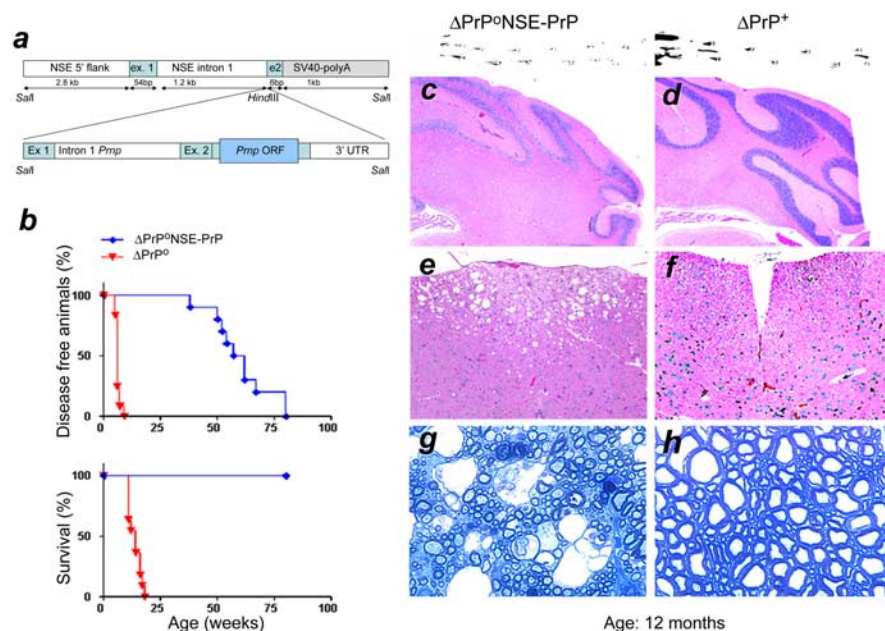 a
NSE 5' flank ex. 1 NSE intron 1 e2 SV40-polyA
2.8 kb 54bp 1.2 kb 6bp 1kb
SalI HindIII SalI
Ex 1 Intron 1 Prnp Ex. 2 Prnp ORF 3' UTR
SalI SalI
b
ΔPrPᵒNSE-PrP
ΔPrPᵒ
Disease free animals (%)
100
50
0
0 25 50 75
Survival (%)
100
50
0
0 25 50 75
Age (weeks)
ΔPrPᵒNSE-PrP ΔPrP⁺
c d
e f
g h
Age: 12 months